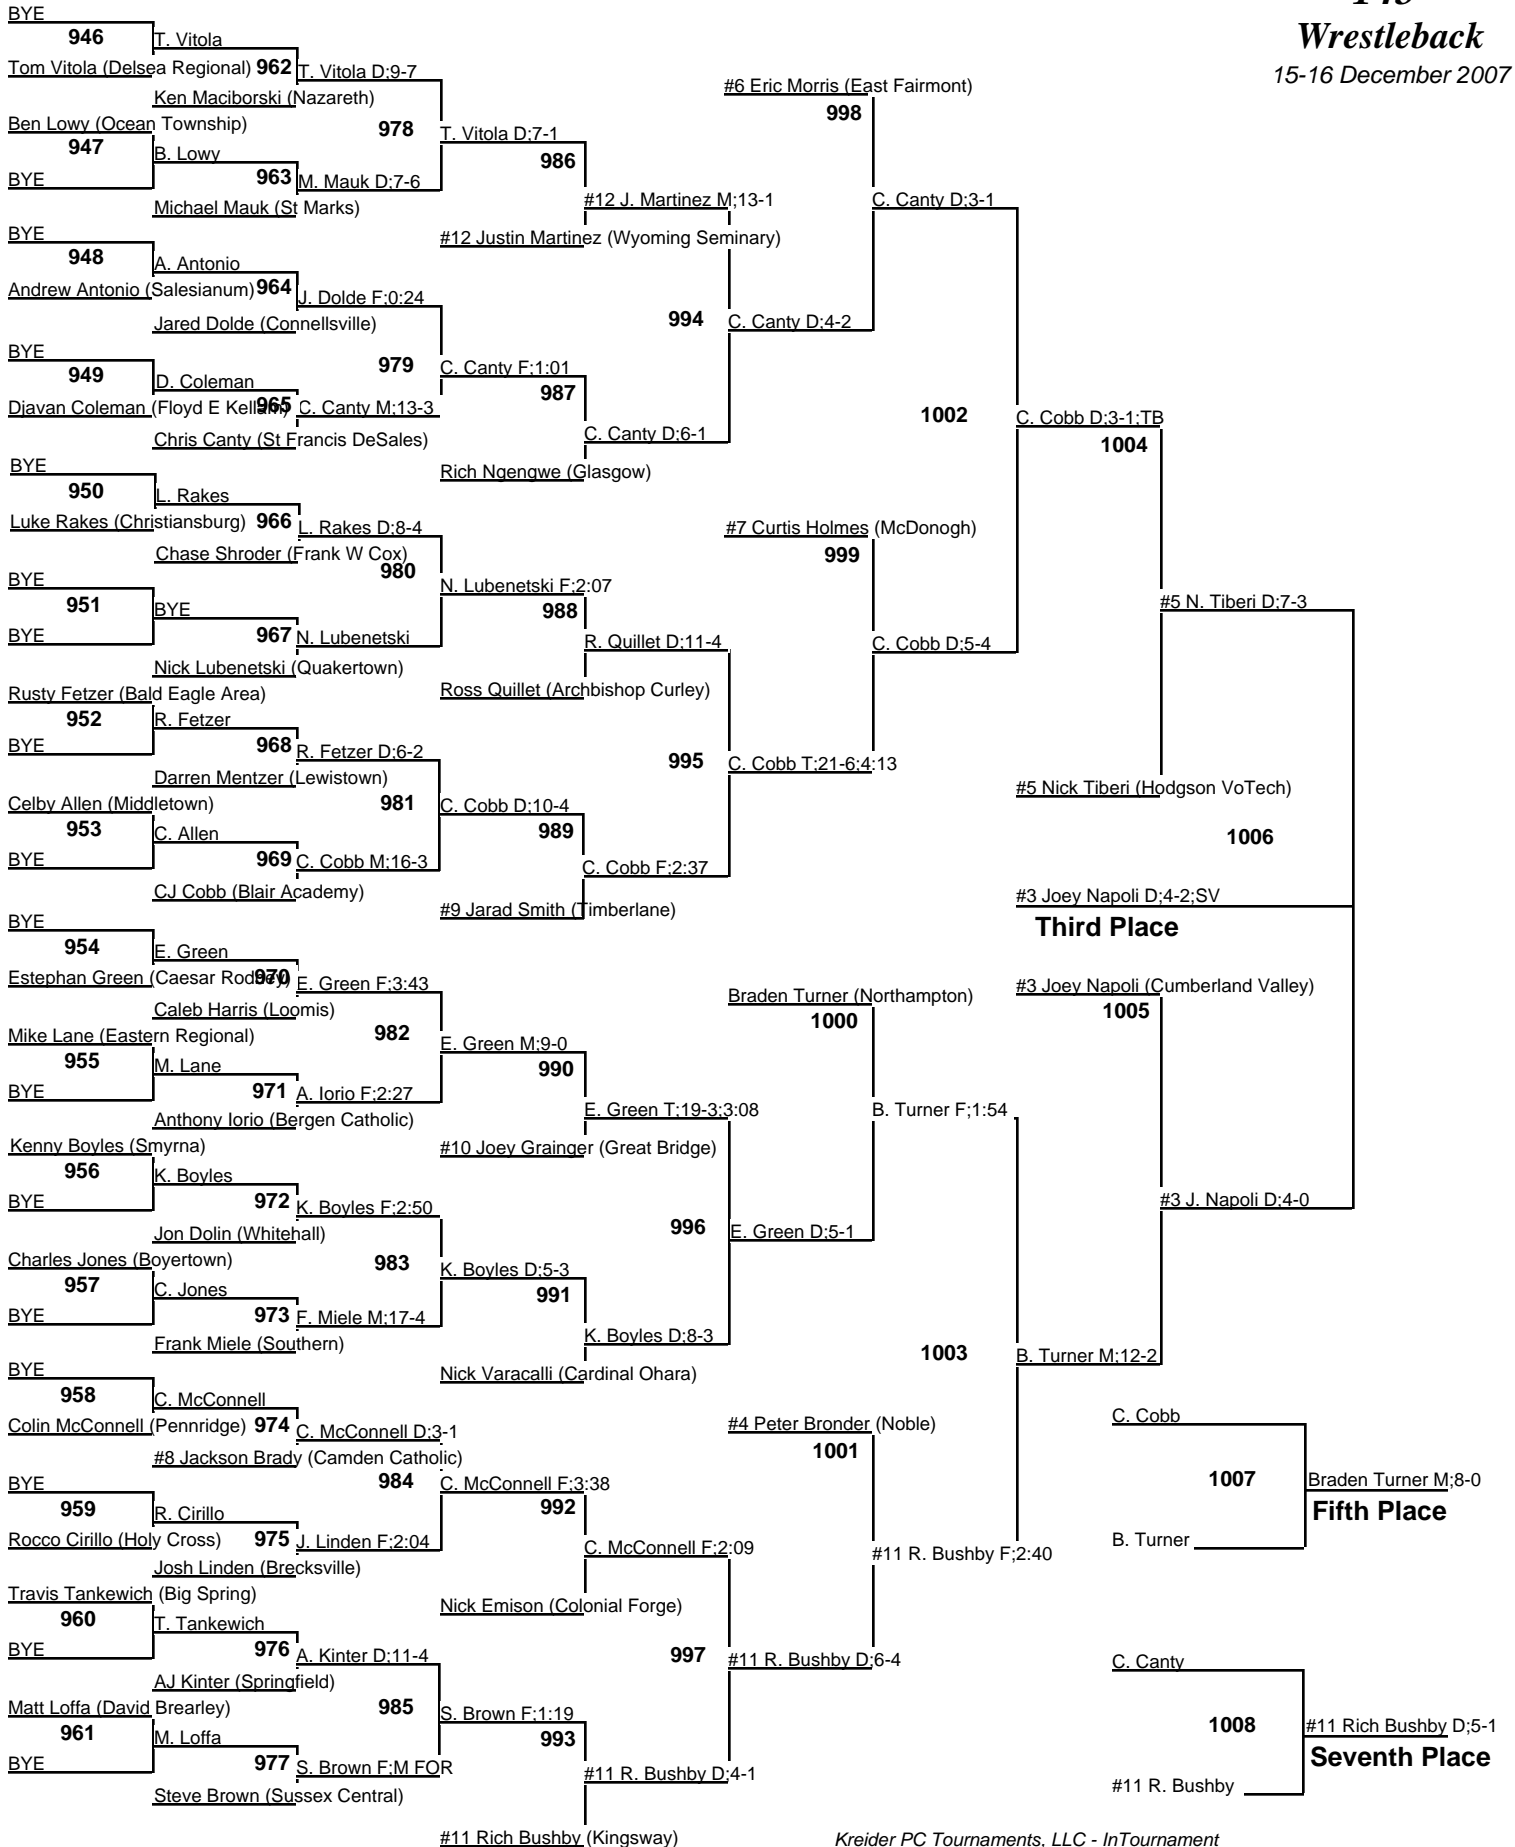 Wrestleback
15-16 December 2007
BYE
946
T. Vitola
Tom Vitola (Delsea Regional)
962
T. Vitola D;9-7
Ken Maciborski (Nazareth)
Ben Lowy (Ocean Township)
978
T. Vitola D;7-1
947
B. Lowy
986
BYE
963
M. Mauk D;7-6
Michael Mauk (St Marks)
#12 J. Martinez M;13-1
#12 Justin Martinez (Wyoming Seminary)
#6 Eric Morris (East Fairmont)
998
C. Canty D;3-1
BYE
948
A. Antonio
Andrew Antonio (Salesianum)
964
J. Dolde F;0:24
Jared Dolde (Connellsville)
994
C. Canty D;4-2
BYE
979
C. Canty F;1:01
949
D. Coleman
987
Djavan Coleman (Floyd E Kellam)
965
C. Canty M;13-3
Chris Canty (St Francis DeSales)
C. Canty D;6-1
Rich Ngengwe (Glasgow)
1002
C. Cobb D;3-1;TB
1004
BYE
950
L. Rakes
Luke Rakes (Christiansburg)
966
L. Rakes D;8-4
Chase Shroder (Frank W Cox)
980
#7 Curtis Holmes (McDonogh)
999
BYE
951
BYE
N. Lubenetski F;2:07
988
BYE
967
N. Lubenetski
Nick Lubenetski (Quakertown)
R. Quillet D;11-4
C. Cobb D;5-4
#5 N. Tiberi D;7-3
Ross Quillet (Archbishop Curley)
Rusty Fetzer (Bald Eagle Area)
952
R. Fetzer
BYE
968
R. Fetzer D;6-2
Darren Mentzer (Lewistown)
995
C. Cobb T;21-6;4:13
#5 Nick Tiberi (Hodgson VoTech)
Celby Allen (Middletown)
981
C. Cobb D;10-4
953
C. Allen
989
1006
BYE
969
C. Cobb M;16-3
C. Cobb F;2:37
CJ Cobb (Blair Academy)
#9 Jarad Smith (Timberlane)
#3 Joey Napoli D;4-2;SV
Third Place
BYE
954
E. Green
Estephan Green (Caesar Rodney)
970
E. Green F;3:43
Caleb Harris (Loomis)
Braden Turner (Northampton)
1000
#3 Joey Napoli (Cumberland Valley)
1005
Mike Lane (Eastern Regional)
982
E. Green M;9-0
955
M. Lane
990
BYE
971
A. Iorio F;2:27
Anthony Iorio (Bergen Catholic)
E. Green T;19-3;3:08
B. Turner F;1:54
#10 Joey Grainger (Great Bridge)
Kenny Boyles (Smyrna)
956
K. Boyles
BYE
972
K. Boyles F;2:50
Jon Dolin (Whitehall)
996
E. Green D;5-1
#3 J. Napoli D;4-0
Charles Jones (Boyertown)
983
K. Boyles D;5-3
957
C. Jones
991
BYE
973
F. Miele M;17-4
Frank Miele (Southern)
K. Boyles D;8-3
1003
B. Turner M;12-2
Nick Varacalli (Cardinal Ohara)
BYE
958
C. McConnell
Colin McConnell (Pennridge)
974
C. McConnell D;3-1
#8 Jackson Brady (Camden Catholic)
#4 Peter Bronder (Noble)
1001
C. Cobb
1007
Braden Turner M;8-0
Fifth Place
B. Turner
BYE
984
C. McConnell F;3:38
959
R. Cirillo
992
Rocco Cirillo (Holy Cross)
975
J. Linden F;2:04
Josh Linden (Brecksville)
C. McConnell F;2:09
#11 R. Bushby F;2:40
Nick Emison (Colonial Forge)
Travis Tankewich (Big Spring)
960
T. Tankewich
BYE
976
A. Kinter D;11-4
AJ Kinter (Springfield)
997
#11 R. Bushby D;6-4
C. Canty
1008
#11 Rich Bushby D;5-1
Seventh Place
#11 R. Bushby
Matt Loffa (David Brearley)
985
S. Brown F;1:19
961
M. Loffa
993
BYE
977
S. Brown F;M FOR
Steve Brown (Sussex Central)
#11 R. Bushby D;4-1
#11 Rich Bushby (Kingsway)
Kreider PC Tournaments, LLC - InTournament